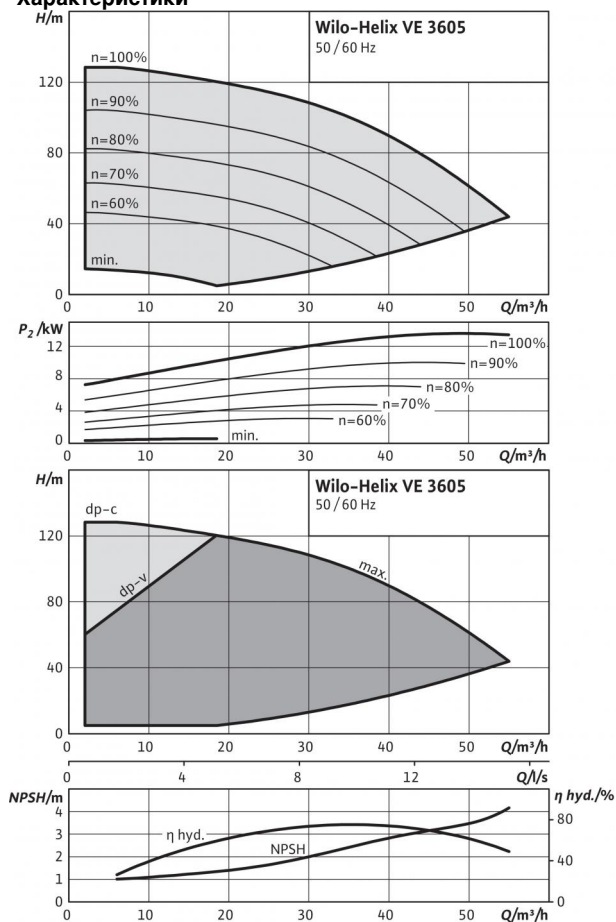 Характеристики
H/m
Wilo-Helix VE 3605
50 / 60 Hz
n=100%
120
n=90%
80
n=80%
n=70%
40
n=60%
min.
0
0 10 20 30 40 50 Q/m³/h
P₂ /kW
12
n=100%
n=90%
8
n=80%
4
n=70%
n=60%
0
min.
0 10 20 30 40 50 Q/m³/h
H/m
Wilo-Helix VE 3605
50 / 60 Hz
dp-c
120
max.
dp-v
80
40
0
0 10 20 30 40 50 Q/m³/h
0 4 8 12 Q/l/s
NPSH/m
η hyd./%
4
80
3
η hyd.
NPSH
2
40
1
0
0
0 10 20 30 40 50 Q/m³/h